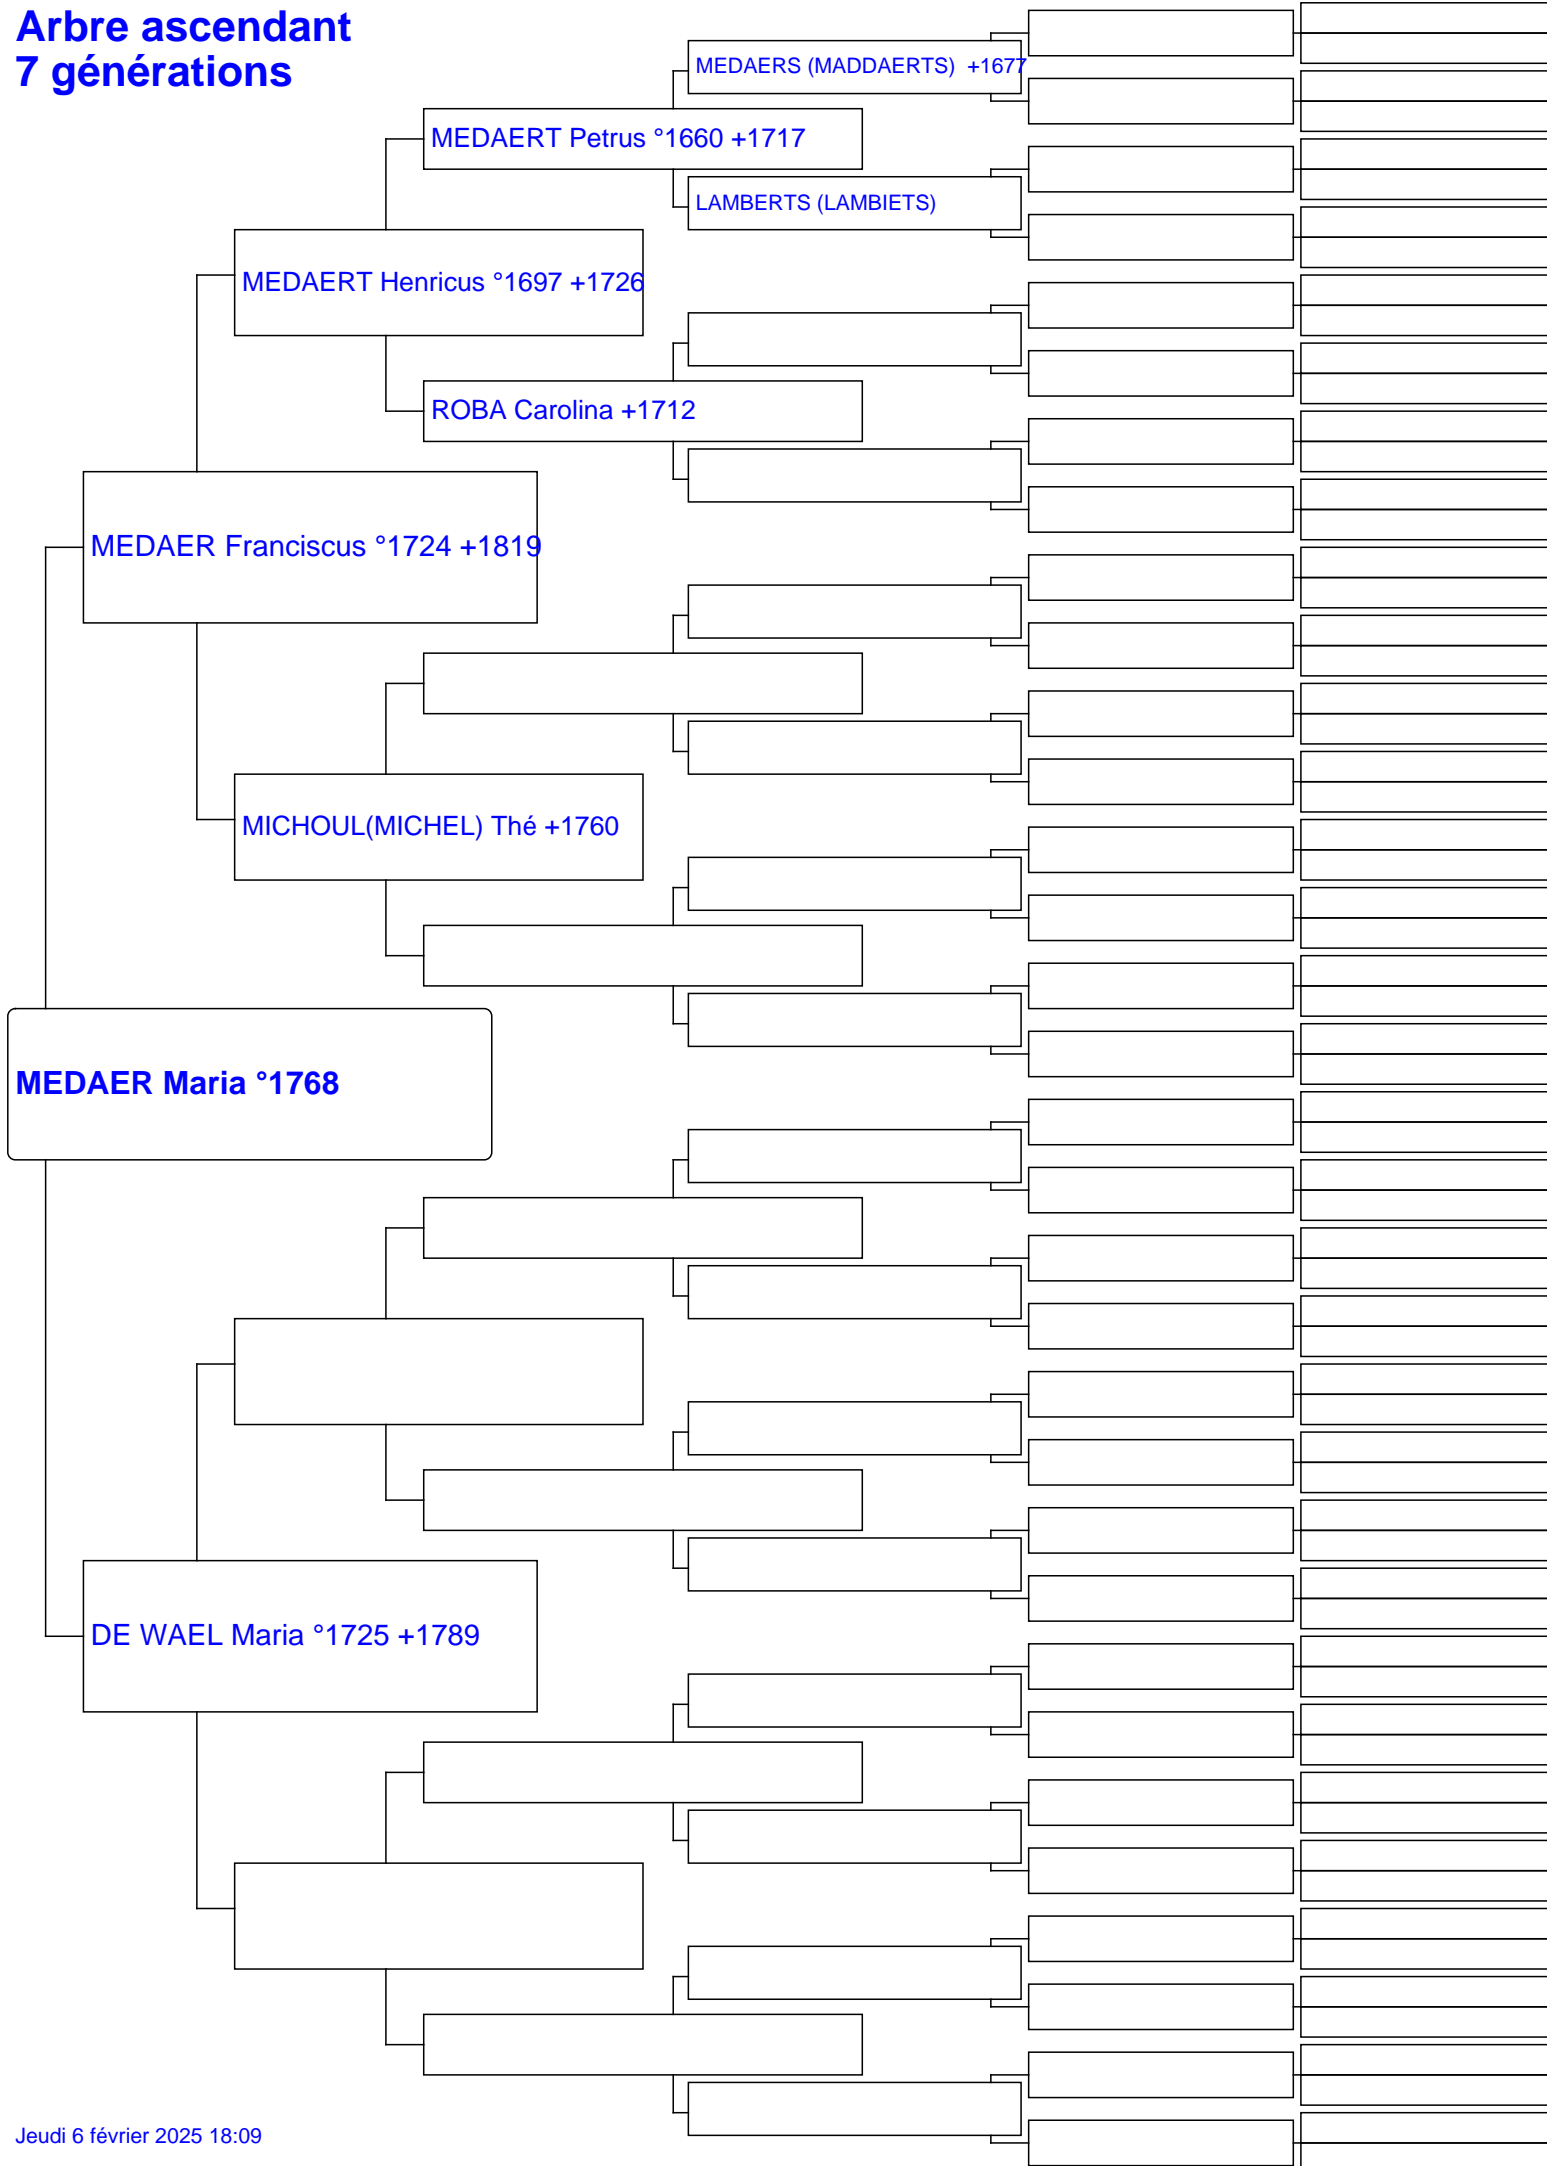 Arbre ascendant
7 générations
MEDAERS (MADDAERTS)  +1677
MEDAERT Petrus °1660 +1717
LAMBERTS (LAMBIETS)
MEDAERT Henricus °1697 +1726
ROBA Carolina +1712
MEDAER Franciscus °1724 +1819
MICHOUL(MICHEL) Thé +1760
MEDAER Maria °1768
DE WAEL Maria °1725 +1789
Jeudi 6 février 2025 18:09